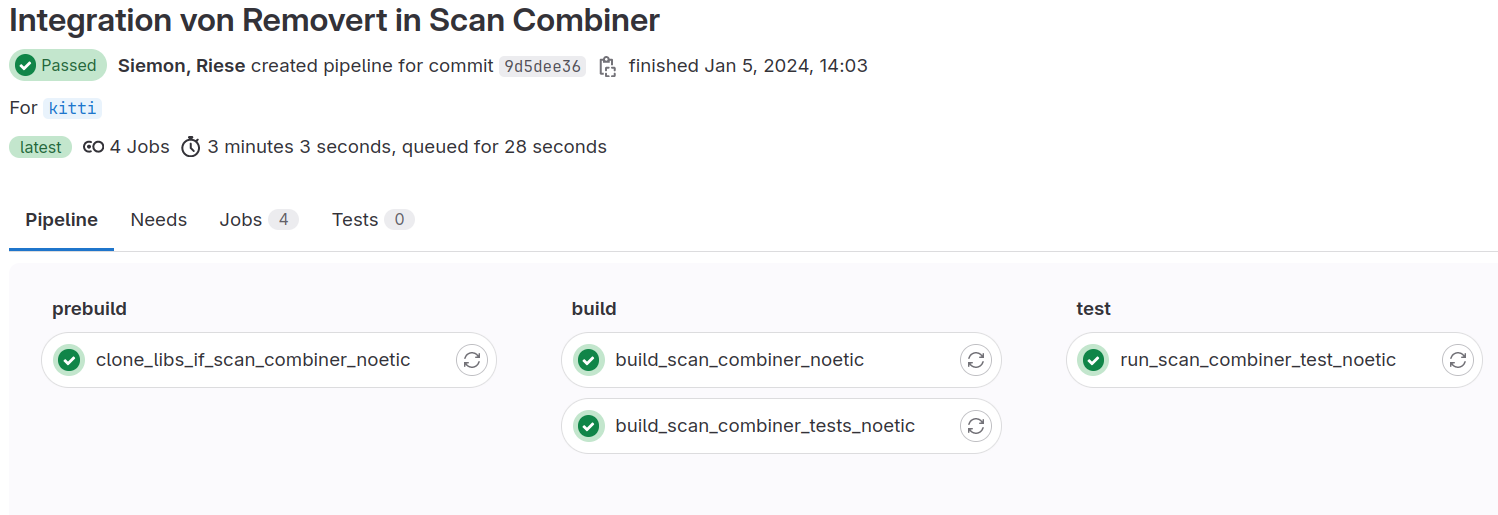 Integration von Removert in Scan Combiner
Passed Siemon, Riese created pipeline for commit 9d5dee36 finished Jan 5, 2024, 14:03
For kitti
latest 4 Jobs 3 minutes 3 seconds, queued for 28 seconds
Pipeline Needs Jobs 4 Tests 0
prebuild build test
clone_libs_if_scan_combiner_noetic build_scan_combiner_noetic run_scan_combiner_test_noetic
build_scan_combiner_tests_noetic